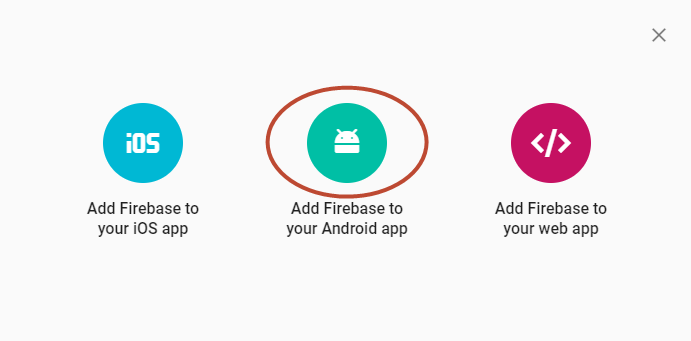 iOS
</>
Add Firebase to
your iOS app
Add Firebase to
your Android app
Add Firebase to
your web app